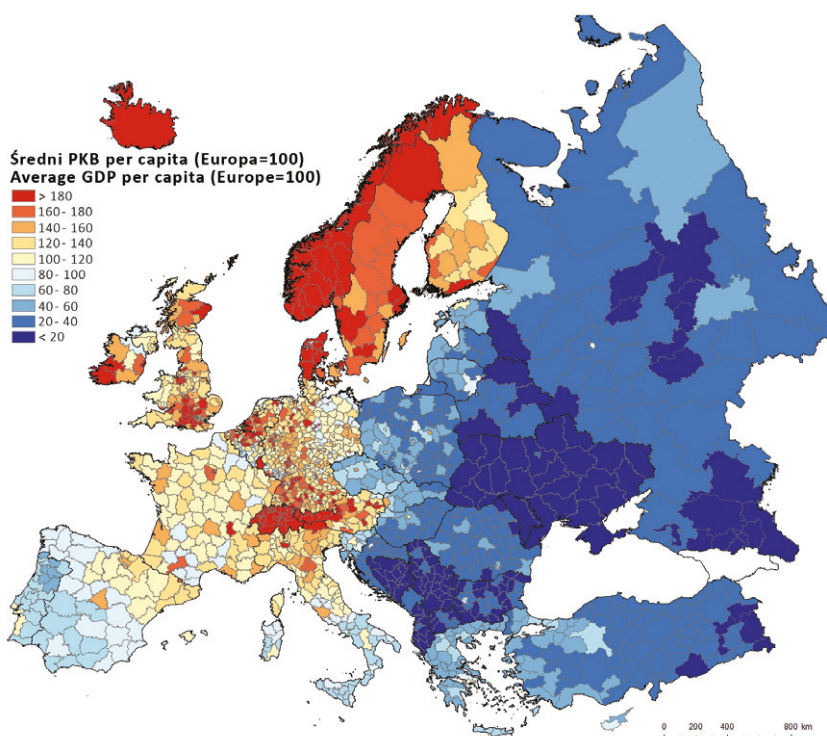 Średni PKB per capita (Europa=100)
Average GDP per capita (Europe=100)
> 180
160 - 180
140 - 160
120 - 140
100 - 120
80 - 100
60 - 80
40 - 60
20 - 40
< 20
0 200 400 800 km